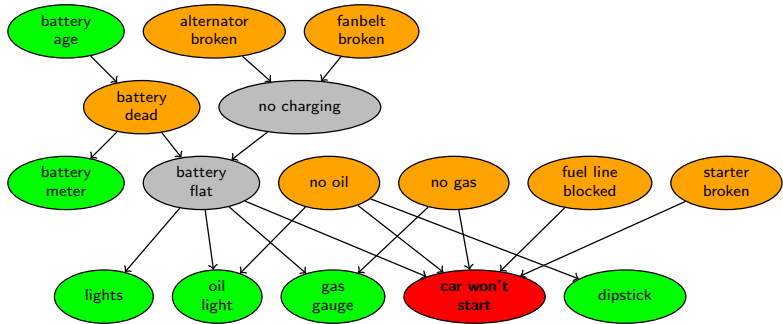 battery
age
alternator
broken
fanbelt
broken
battery
dead
no charging
battery
meter
battery
flat
no oil
no gas
fuel line
blocked
starter
broken
lights
oil
light
gas
gauge
car won't
start
dipstick